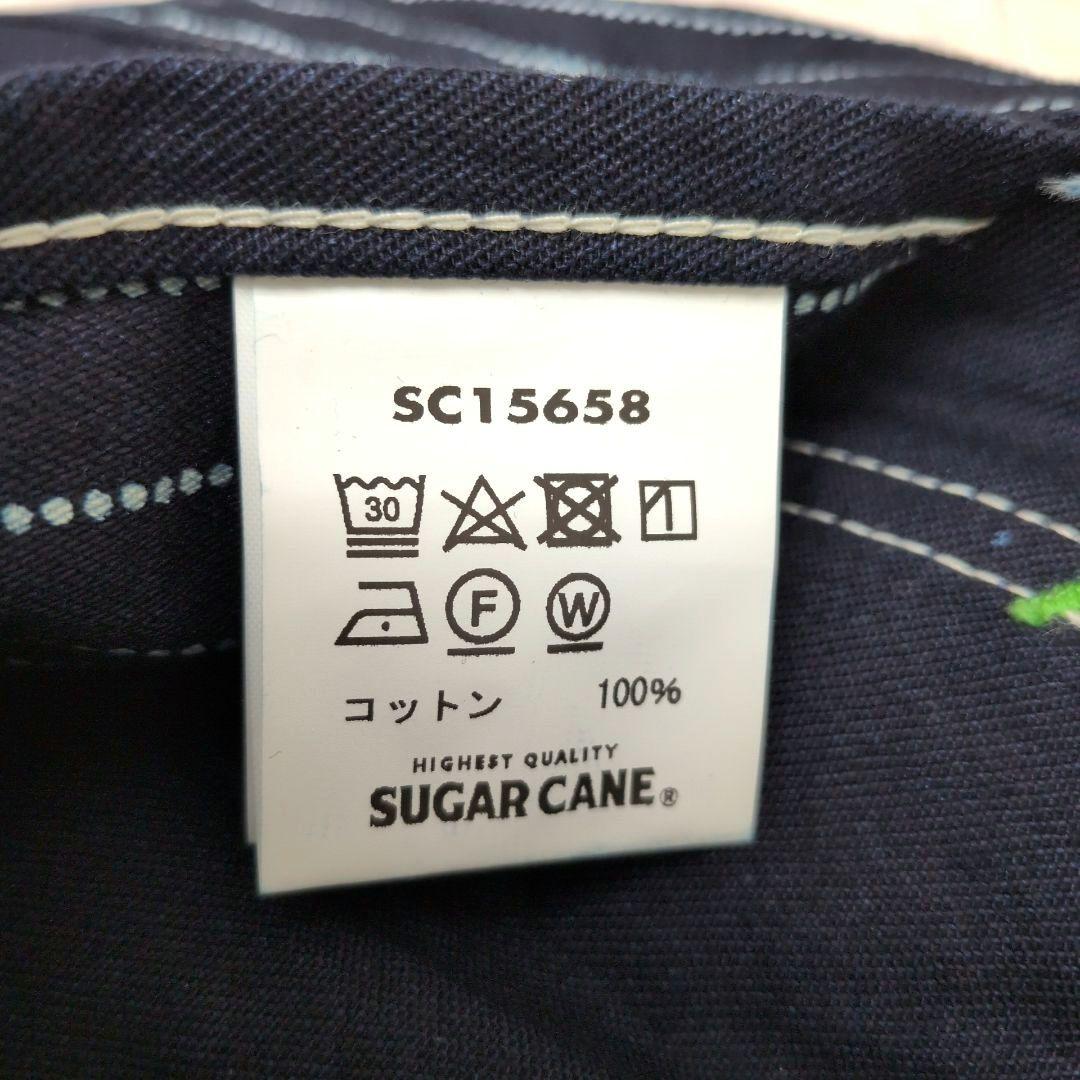 SC15658
30
F W
コットン 100%
HIGHEST QUALITY
SUGAR CANE®